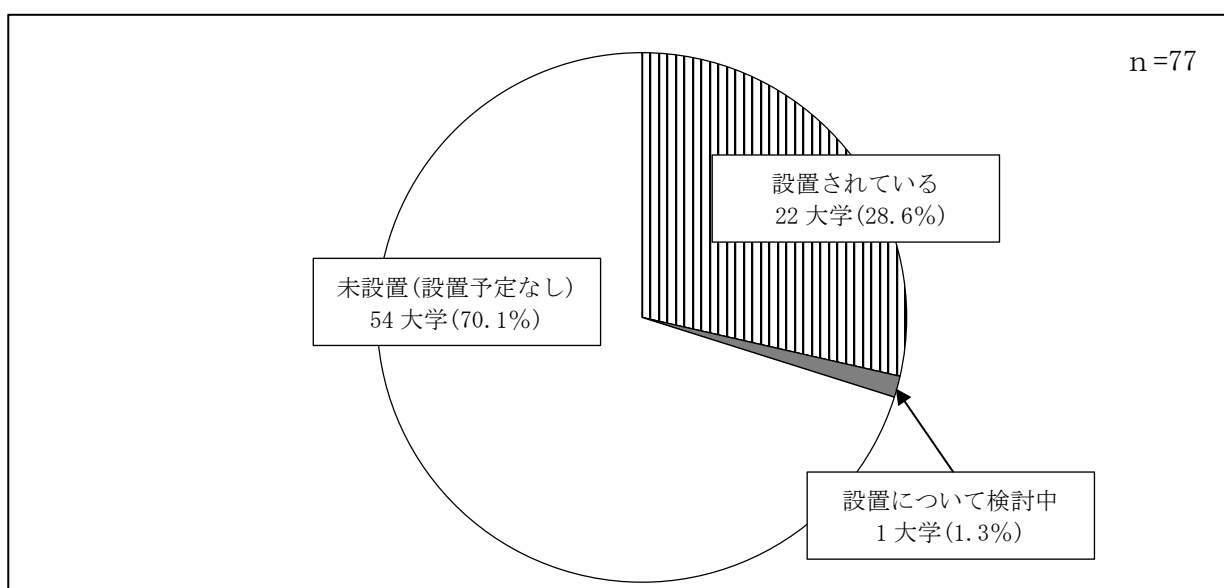 n=77
設置されている
22 大学(28.6%)
未設置(設置予定なし)
54 大学(70.1%)
設置について検討中
1 大学(1.3%)